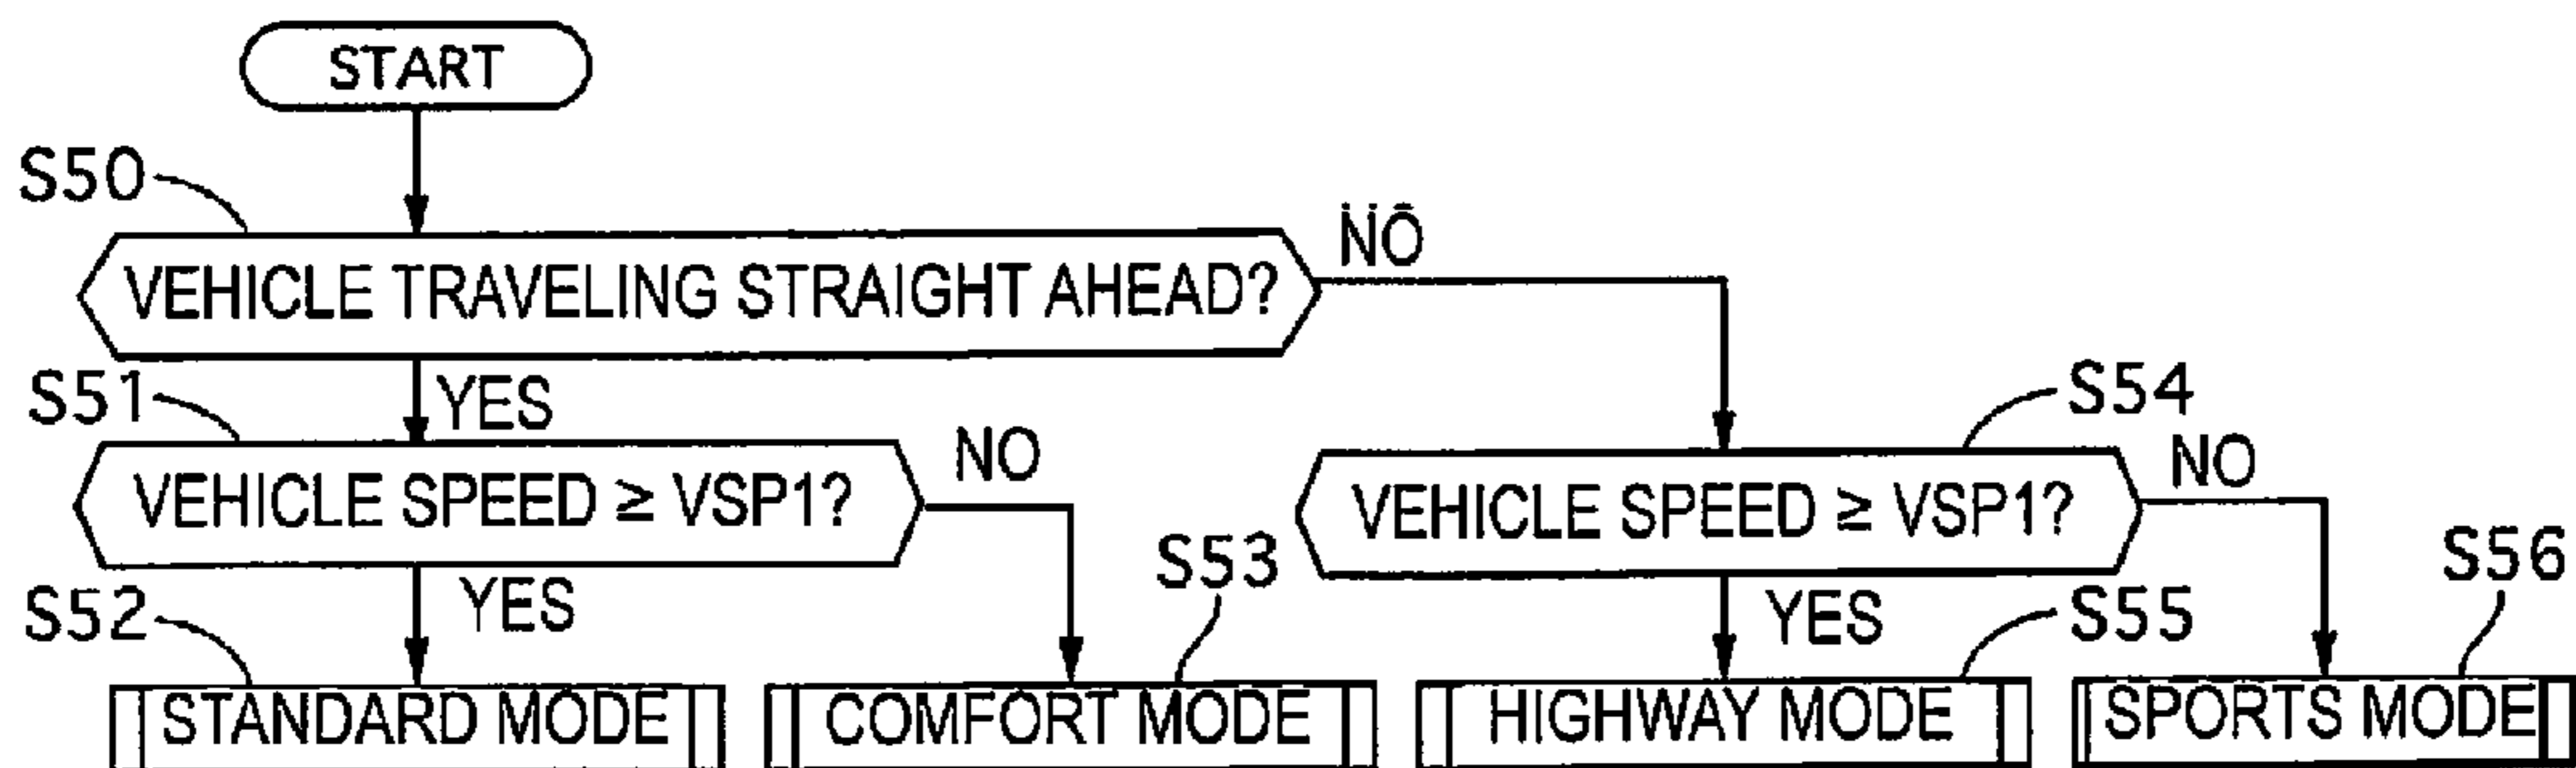 START
S50
NO
VEHICLE TRAVELING STRAIGHT AHEAD?
S51
YES
S54
NO
NO
VEHICLE SPEED ≥ VSP1?
VEHICLE SPEED ≥ VSP1?
S53
S56
S52
YES
YES
S55
STANDARD MODE
COMFORT MODE
HIGHWAY MODE
SPORTS MODE